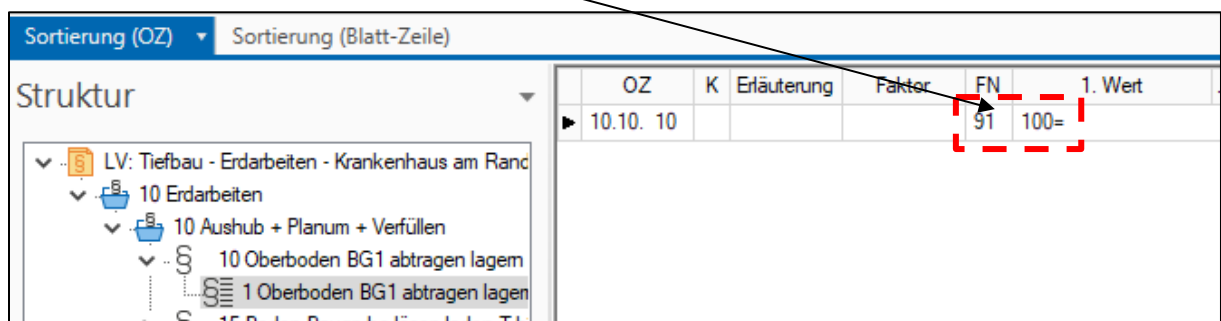 Sortierung (OZ) Sortierung (Blatt-Zeile)
Struktur
OZ K Erläuterung Faktor FN 1. Wert
10.10. 10 91 100=
LV: Tiefbau - Erdarbeiten - Krankenhaus am Rand
10 Erdarbeiten
10 Aushub + Planum + Verfüllen
§ 10 Oberboden BG1 abtragen lagern
§ 1 Oberboden BG1 abtragen lagern